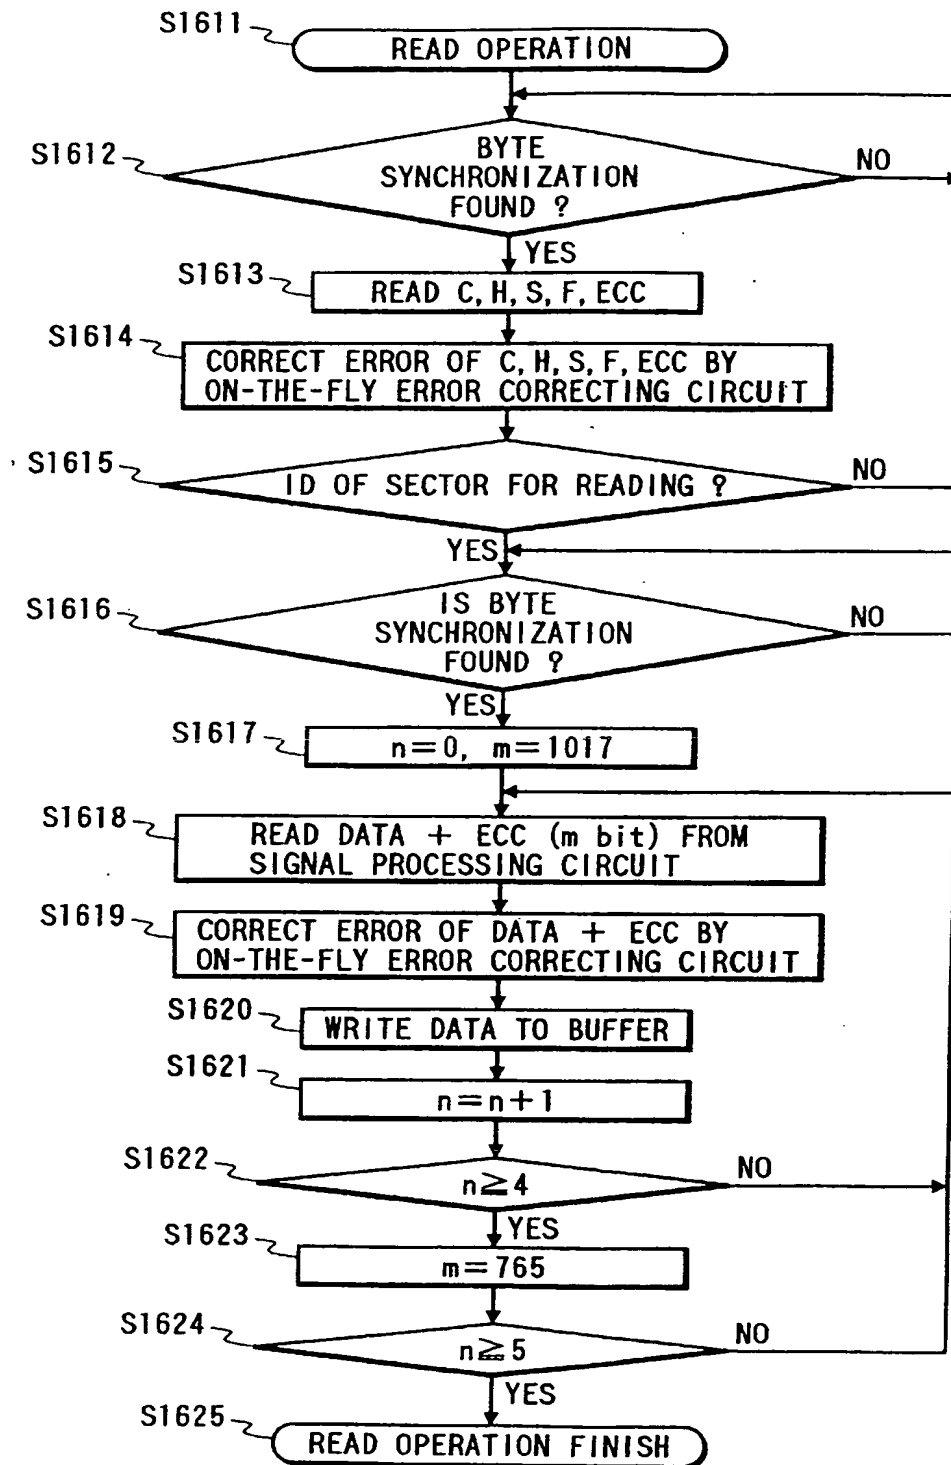 S1611
READ OPERATION
S1612
BYTE
SYNCHRONIZATION
FOUND ?
NO
YES
S1613
READ C, H, S, F, ECC
S1614
CORRECT ERROR OF C, H, S, F, ECC BY
ON-THE-FLY ERROR CORRECTING CIRCUIT
S1615
ID OF SECTOR FOR READING ?
NO
YES
S1616
IS BYTE
SYNCHRONIZATION
FOUND ?
NO
YES
S1617
n=0, m=1017
S1618
READ DATA + ECC (m bit) FROM
SIGNAL PROCESSING CIRCUIT
S1619
CORRECT ERROR OF DATA + ECC BY
ON-THE-FLY ERROR CORRECTING CIRCUIT
S1620
WRITE DATA TO BUFFER
S1621
n=n+1
S1622
n≧4
NO
YES
S1623
m=765
S1624
n≧5
NO
YES
S1625
READ OPERATION FINISH